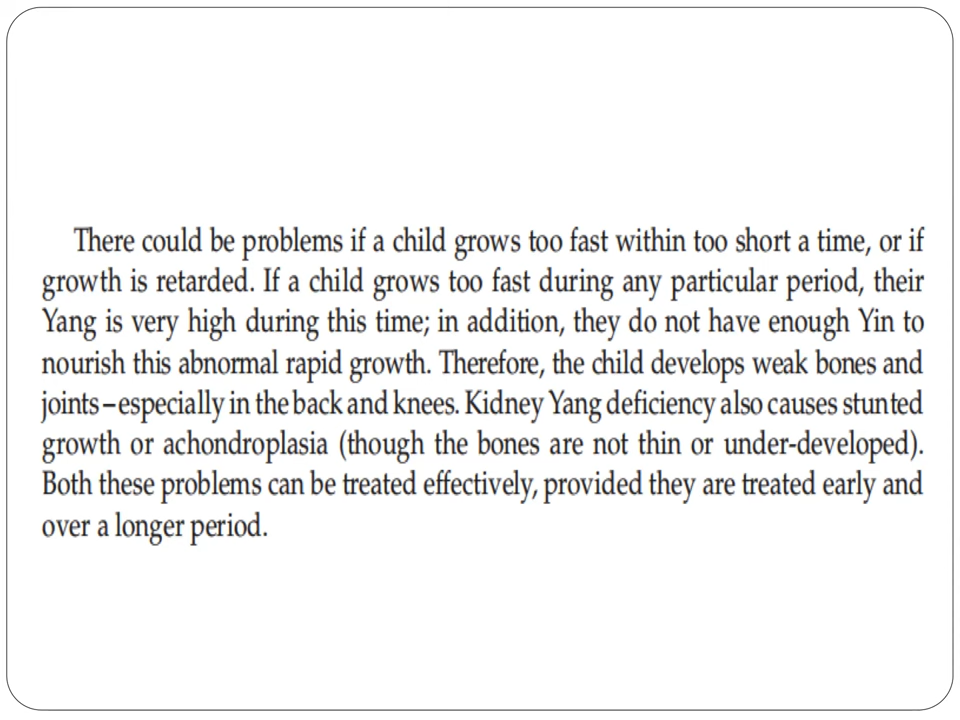 There could be problems if a child grows too fast within too short a time, or if
growth is retarded. If a child grows too fast during any particular period, their
Yang is very high during this time; in addition, they do not have enough Yin to
nourish this abnormal rapid growth. Therefore, the child develops weak bones and
joints–especially in the back and knees. Kidney Yang deficiency also causes stunted
growth or achondroplasia (though the bones are not thin or under-developed).
Both these problems can be treated effectively, provided they are treated early and
over a longer period.